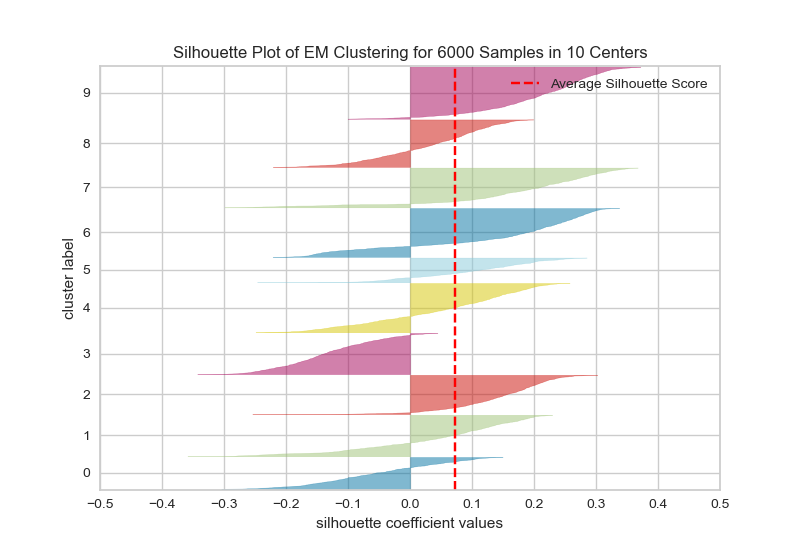 Silhouette Plot of EM Clustering for 6000 Samples in 10 Centers
Average Silhouette Score
9
8
7
6
5
4
3
2
1
0
cluster label
−0.5 −0.4 −0.3 −0.2 −0.1 0.0 0.1 0.2 0.3 0.4 0.5
silhouette coefficient values